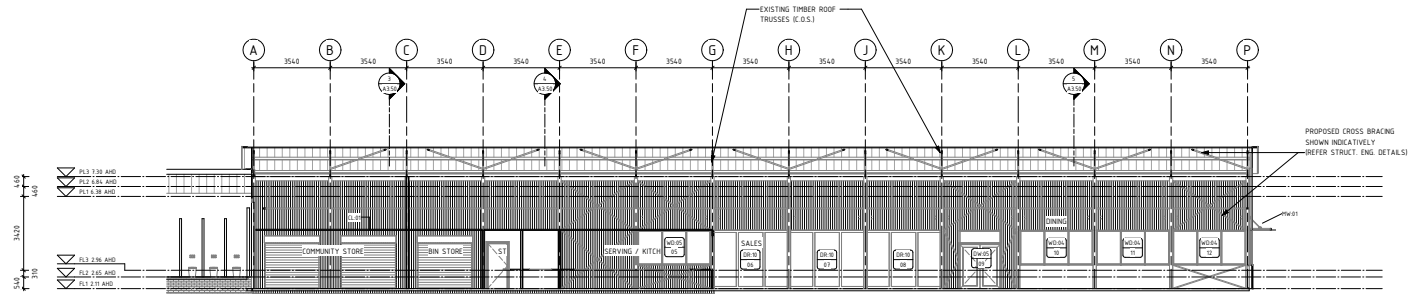 EXISTING TIMBER ROOF
TRUSSES (C.O.S.)
A B C D E F G H J K L M N P
3540 3540 3540 3540 3540 3540 3540 3540 3540 3540 3540 3540 3540
3
A3.50
4
A3.50
5
A3.50
PROPOSED CROSS BRACING
SHOWN INDICATIVELY
(REFER STRUCT. ENG. DETAILS)
PL3 7.30 AHD
PL2 6.84 AHD
PL1 6.38 AHD
FL3 2.96 AHD
FL2 2.65 AHD
FL1 2.11 AHD
460
460
3420
310
540
CL:01
MW:01
COMMUNITY STORE
BIN STORE
ST
SERVING / KITCH
WD:05
05
SALES
DR:10
06
DR:10
07
DR:10
08
DW:05
09
DINING
WD:04
10
WD:04
11
WD:04
12